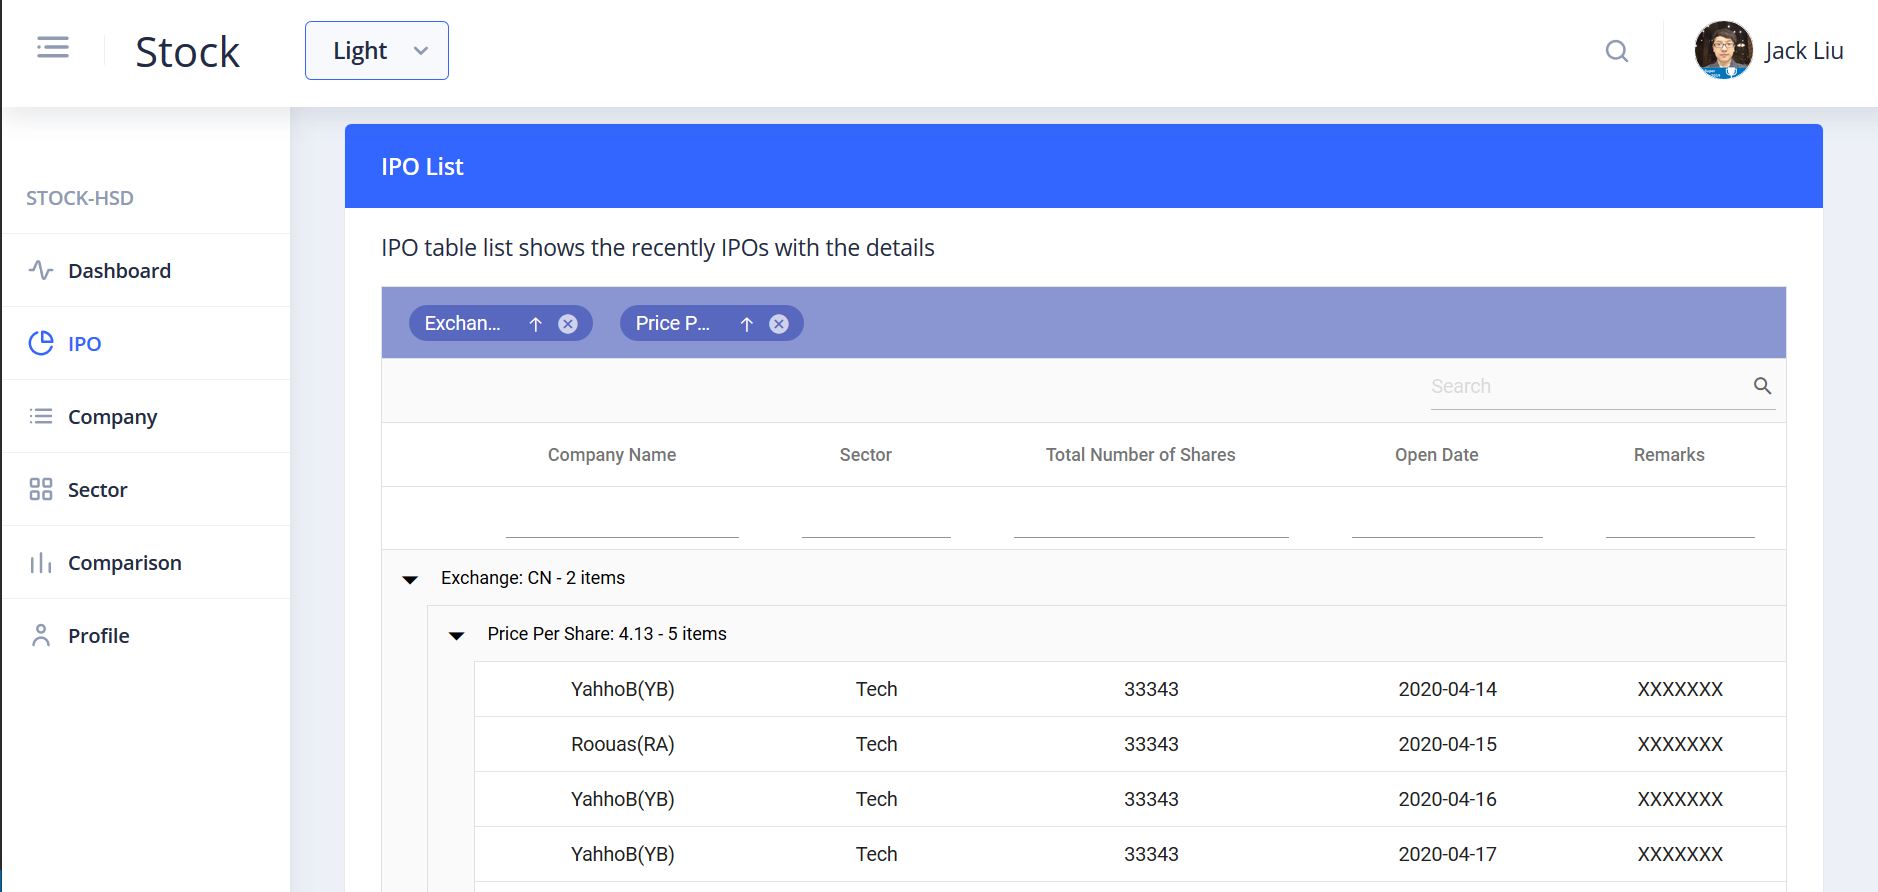 Stock
Light
Jack Liu
STOCK-HSD
Dashboard
IPO
Company
Sector
Comparison
Profile
IPO List
IPO table list shows the recently IPOs with the details
Exchan... Price P...
Search
Company Name Sector Total Number of Shares Open Date Remarks
Exchange: CN - 2 items
Price Per Share: 4.13 - 5 items
YahhoB(YB) Tech 33343 2020-04-14 XXXXXXX
Roouas(RA) Tech 33343 2020-04-15 XXXXXXX
YahhoB(YB) Tech 33343 2020-04-16 XXXXXXX
YahhoB(YB) Tech 33343 2020-04-17 XXXXXXX